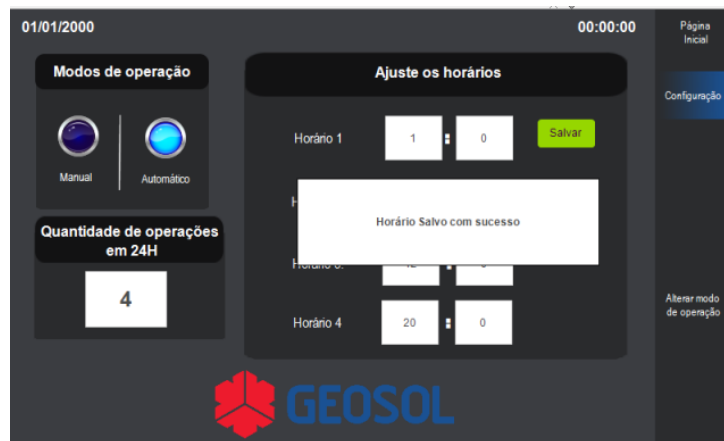 01/01/2000
00:00:00
Página
Inicial
Configuração
Modos de operação
Manual
Automático
Quantidade de operações
em 24H
4
Ajuste os horários
Horário 1
1 : 0
Salvar
Horário Salvo com sucesso
Horário 4
20 : 0
Alterar modo
de operação
GEOSOL